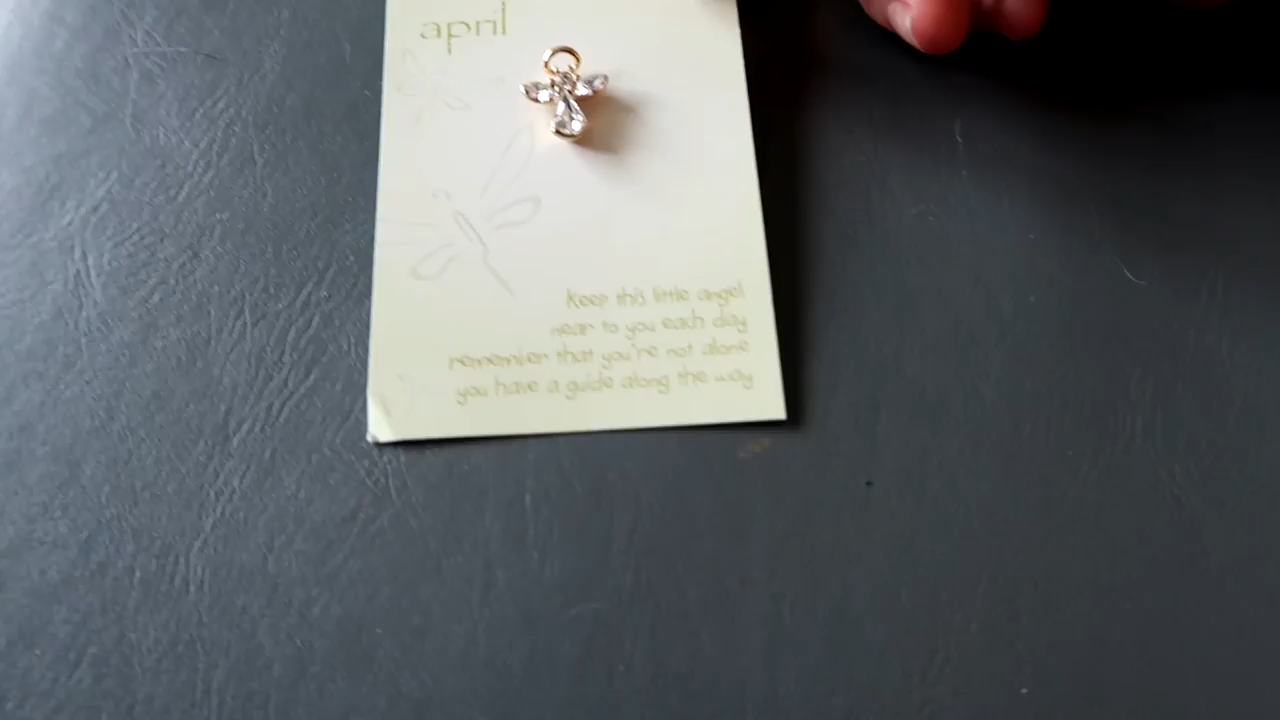 april
Keep this little angel
near to you each day
remember that you're not alone
you have a guide along the way